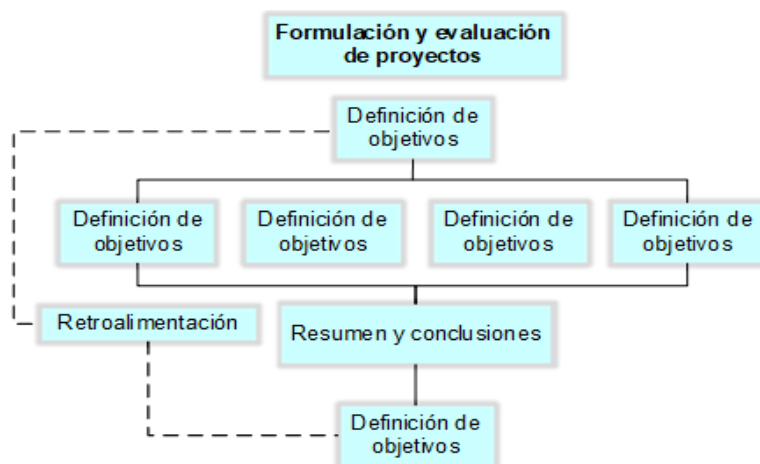 Formulación y evaluación
de proyectos
Definición de
objetivos
Definición de
objetivos
Definición de
objetivos
Definición de
objetivos
Definición de
objetivos
Retroalimentación
Resumen y conclusiones
Definición de
objetivos